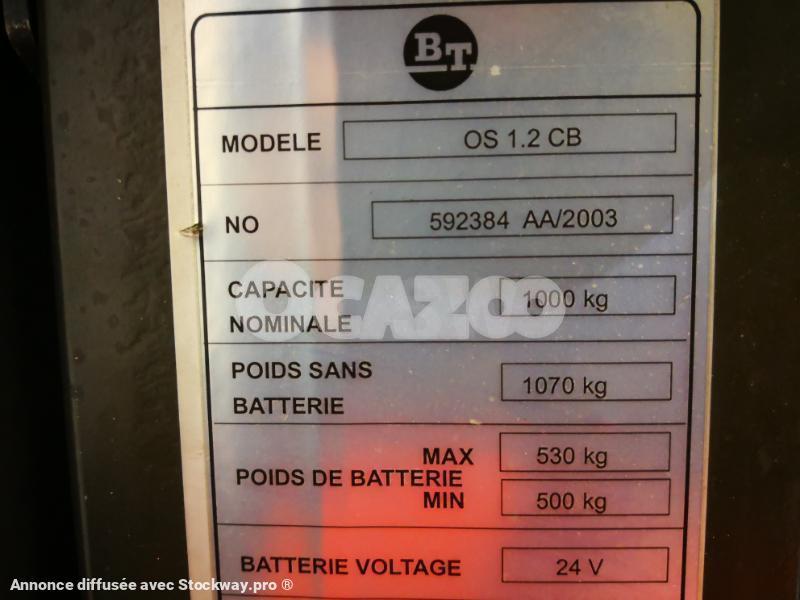 BT
MODELE OS 1.2 CB
NO 592384 AA/2003
CAPACITE
NOMINALE 1000 kg
OCAZOO
POIDS SANS
BATTERIE 1070 kg
MAX 530 kg
POIDS DE BATTERIE
MIN 500 kg
BATTERIE VOLTAGE 24 V
Annonce diffusée avec Stockway.pro ®